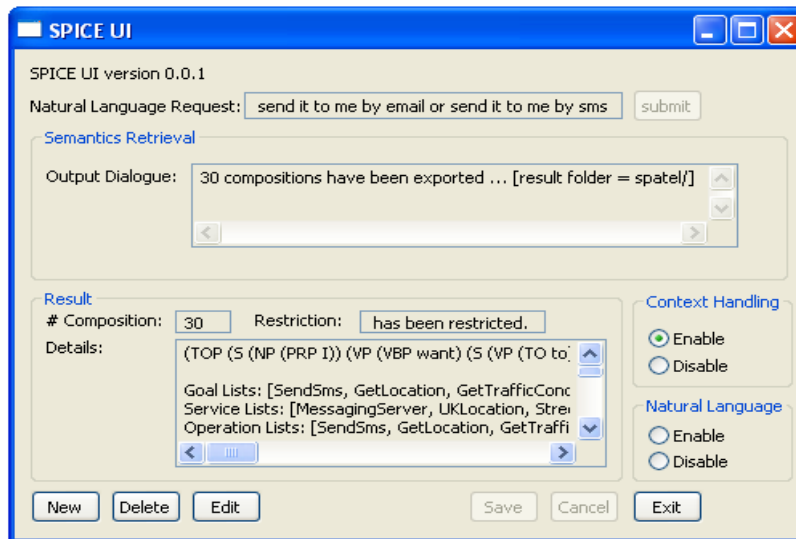 SPICE UI
SPICE UI version 0.0.1
Natural Language Request: send it to me by email or send it to me by sms submit
Semantics Retrieval
Output Dialogue: 30 compositions have been exported ... [result folder = spatel/]
Result
# Composition: 30 Restriction: has been restricted.
Details: (TOP (S (NP (PRP I)) (VP (VBP want) (S (VP (TO to)
Goal Lists: [SendSms, GetLocation, GetTrafficConc
Service Lists: [MessagingServer, UKLocation, Stree
Operation Lists: [SendSms, GetLocation, GetTraffi
Context Handling
Enable
Disable
Natural Language
Enable
Disable
New Delete Edit Save Cancel Exit